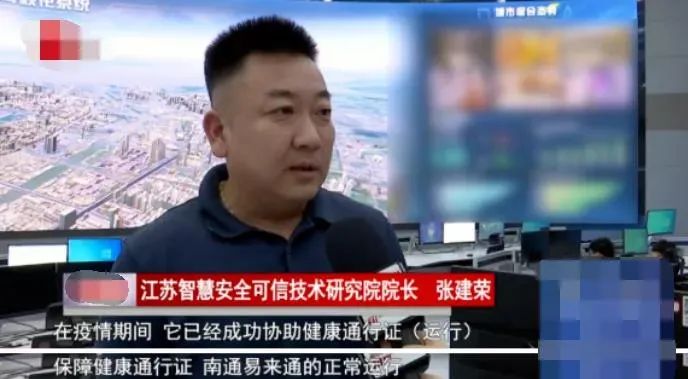 江苏智慧安全可信技术研究院院长 张建荣
在疫情期间 它已经成功协助健康通行证（运行）
保障健康通行证 南通易来通的正常运行